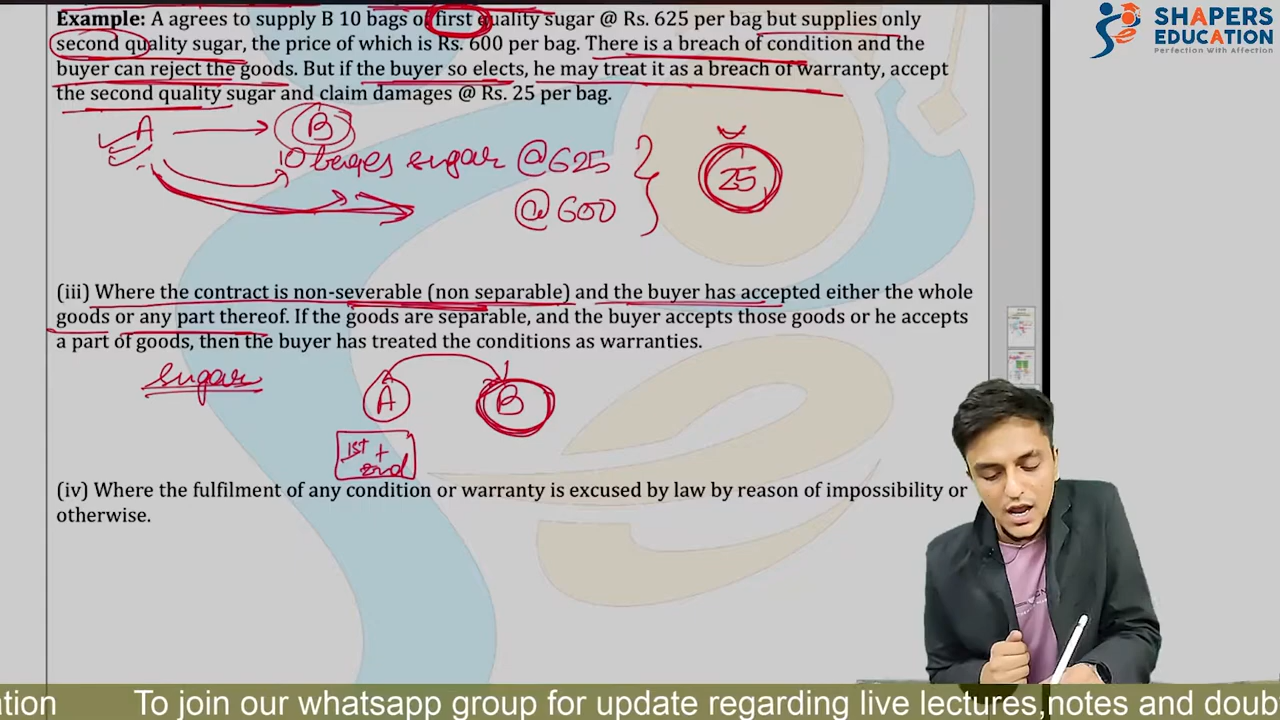 Example: A agrees to supply B 10 bags of first quality sugar @ Rs. 625 per bag but supplies only
second quality sugar, the price of which is Rs. 600 per bag. There is a breach of condition and the
buyer can reject the goods. But if the buyer so elects, he may treat it as a breach of warranty, accept
the second quality sugar and claim damages @ Rs. 25 per bag.
SHAPERS
EDUCATION
Perfection With Affection
A B
10 bages sugar @625
@600
25
(iii) Where the contract is non-severable (non separable) and the buyer has accepted either the whole
goods or any part thereof. If the goods are separable, and the buyer accepts those goods or he accepts
a part of goods, then the buyer has treated the conditions as warranties.
sugar
A B
1st +
2nd
(iv) Where the fulfilment of any condition or warranty is excused by law by reason of impossibility or
otherwise.
ntion To join our whatsapp group for update regarding live lectures,notes and doub